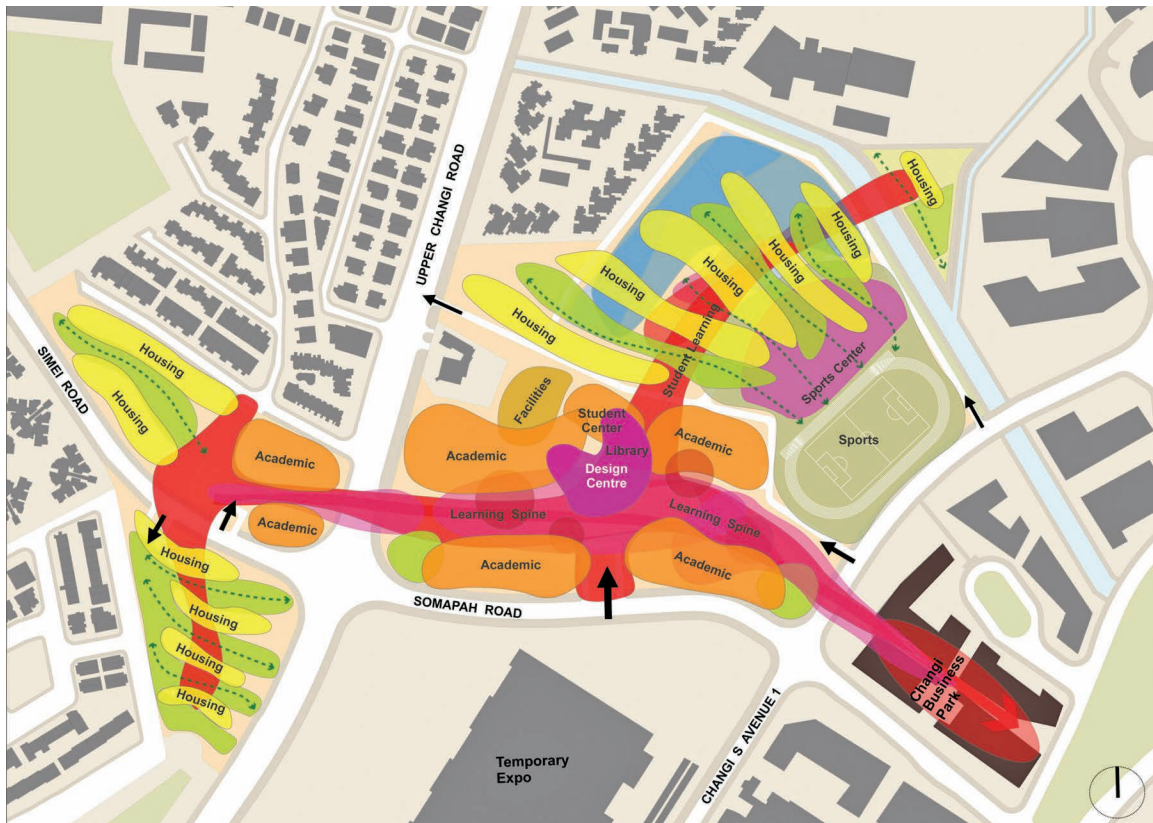 UPPER CHANGI ROAD
SIMEI ROAD
Housing
Housing
Housing
Housing
Housing
Housing
Housing
Housing
Student Learning
Sports Center
Sports
Facilities
Student
Center
Library
Design
Centre
Academic
Academic
Academic
Academic
Learning Spine
Learning Spine
Academic
Academic
Housing
Housing
Housing
Housing
SOMAPAH ROAD
CHANGI S AVENUE 1
Changi
Business
Park
Temporary
Expo